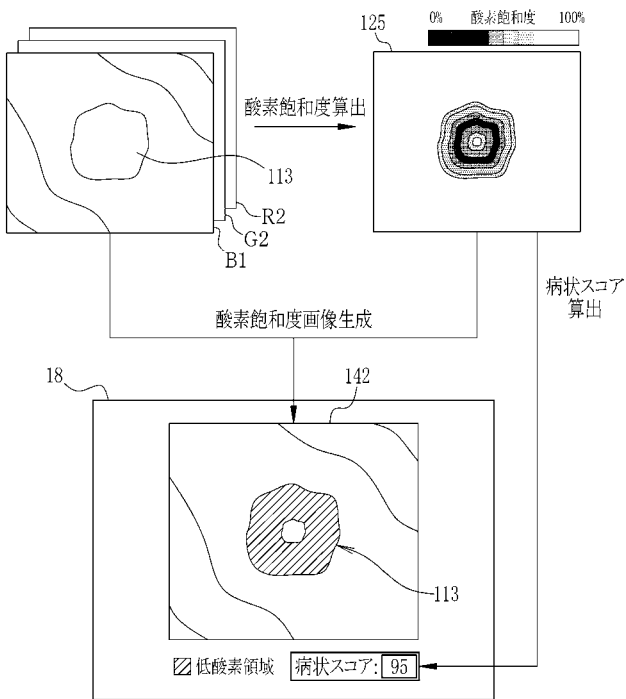 0% 酸素飽和度 100%
125
酸素飽和度算出
113
R2
G2
B1
病状スコア
算出
酸素飽和度画像生成
18
142
113
低酸素領域
病状スコア: 95